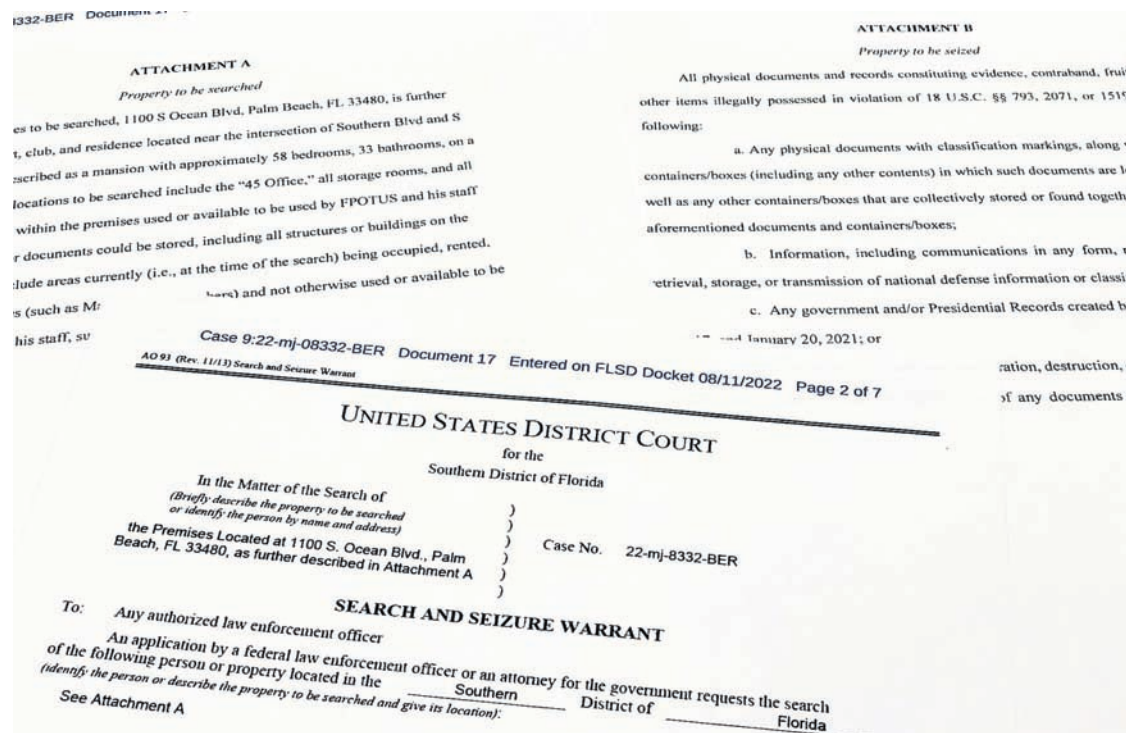 332-BER Document 17
ATTACHMENT A
Property to be searched
es to be searched, 1100 S Ocean Blvd, Palm Beach, FL 33480, is further
t, club, and residence located near the intersection of Southern Blvd and S
scribed as a mansion with approximately 58 bedrooms, 33 bathrooms, on a
locations to be searched include the “45 Office,” all storage rooms, and all
within the premises used or available to be used by FPOTUS and his staff
r documents could be stored, including all structures or buildings on the
lude areas currently (i.e., at the time of the search) being occupied, rented,
s (such as
and not otherwise used or available to be
his staff, su
ATTACHMENT B
Property to be seized
All physical documents and records constituting evidence, contraband, frui
other items illegally possessed in violation of 18 U.S.C. §§ 793, 2071, or 1519
following:
a. Any physical documents with classification markings, along
containers/boxes (including any other contents) in which such documents are l
well as any other containers/boxes that are collectively stored or found togeth
aforementioned documents and containers/boxes;
b. Information, including communications in any form,
etrieval, storage, or transmission of national defense information or classi
c. Any government and/or Presidential Records created b
January 20, 2021; or
ration, destruction,
of any documents
Case 9:22-mj-08332-BER Document 17 Entered on FLSD Docket 08/11/2022 Page 2 of 7
AO 93 (Rev. 11/13) Search and Seizure Warrant
UNITED STATES DISTRICT COURT
for the
Southern District of Florida
In the Matter of the Search of
(Briefly describe the property to be searched
or identify the person by name and address)
the Premises Located at 1100 S. Ocean Blvd., Palm
Beach, FL 33480, as further described in Attachment A
)
)
)
)
)
)
Case No. 22-mj-8332-BER
SEARCH AND SEIZURE WARRANT
To: Any authorized law enforcement officer
An application by a federal law enforcement officer or an attorney for the government requests the search
of the following person or property located in the Southern District of Florida
(identify the person or describe the property to be searched and give its location):
See Attachment A